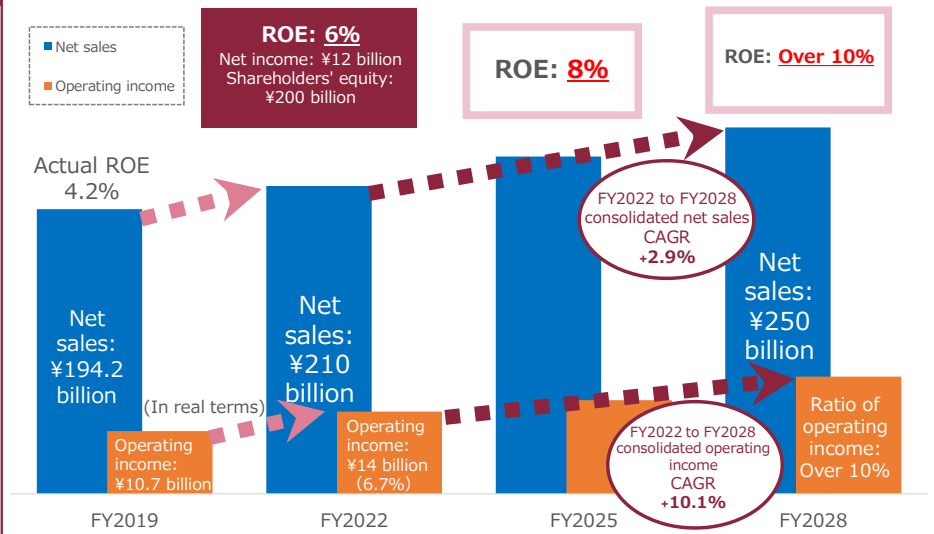 Net sales
Operating income
ROE: 6%
Net income: ¥12 billion
Shareholders' equity:
¥200 billion
ROE: 8%
ROE: Over 10%
Actual ROE
4.2%
FY2022 to FY2028
consolidated net sales
CAGR
+2.9%
Net
sales:
¥194.2
billion
Net
sales:
¥210
billion
Net
sales:
¥250
billion
(In real terms)
Operating
income:
¥10.7 billion
Operating
income:
¥14 billion
(6.7%)
FY2022 to FY2028
consolidated operating
income
CAGR
+10.1%
Ratio of
operating
income:
Over 10%
FY2019
FY2022
FY2025
FY2028